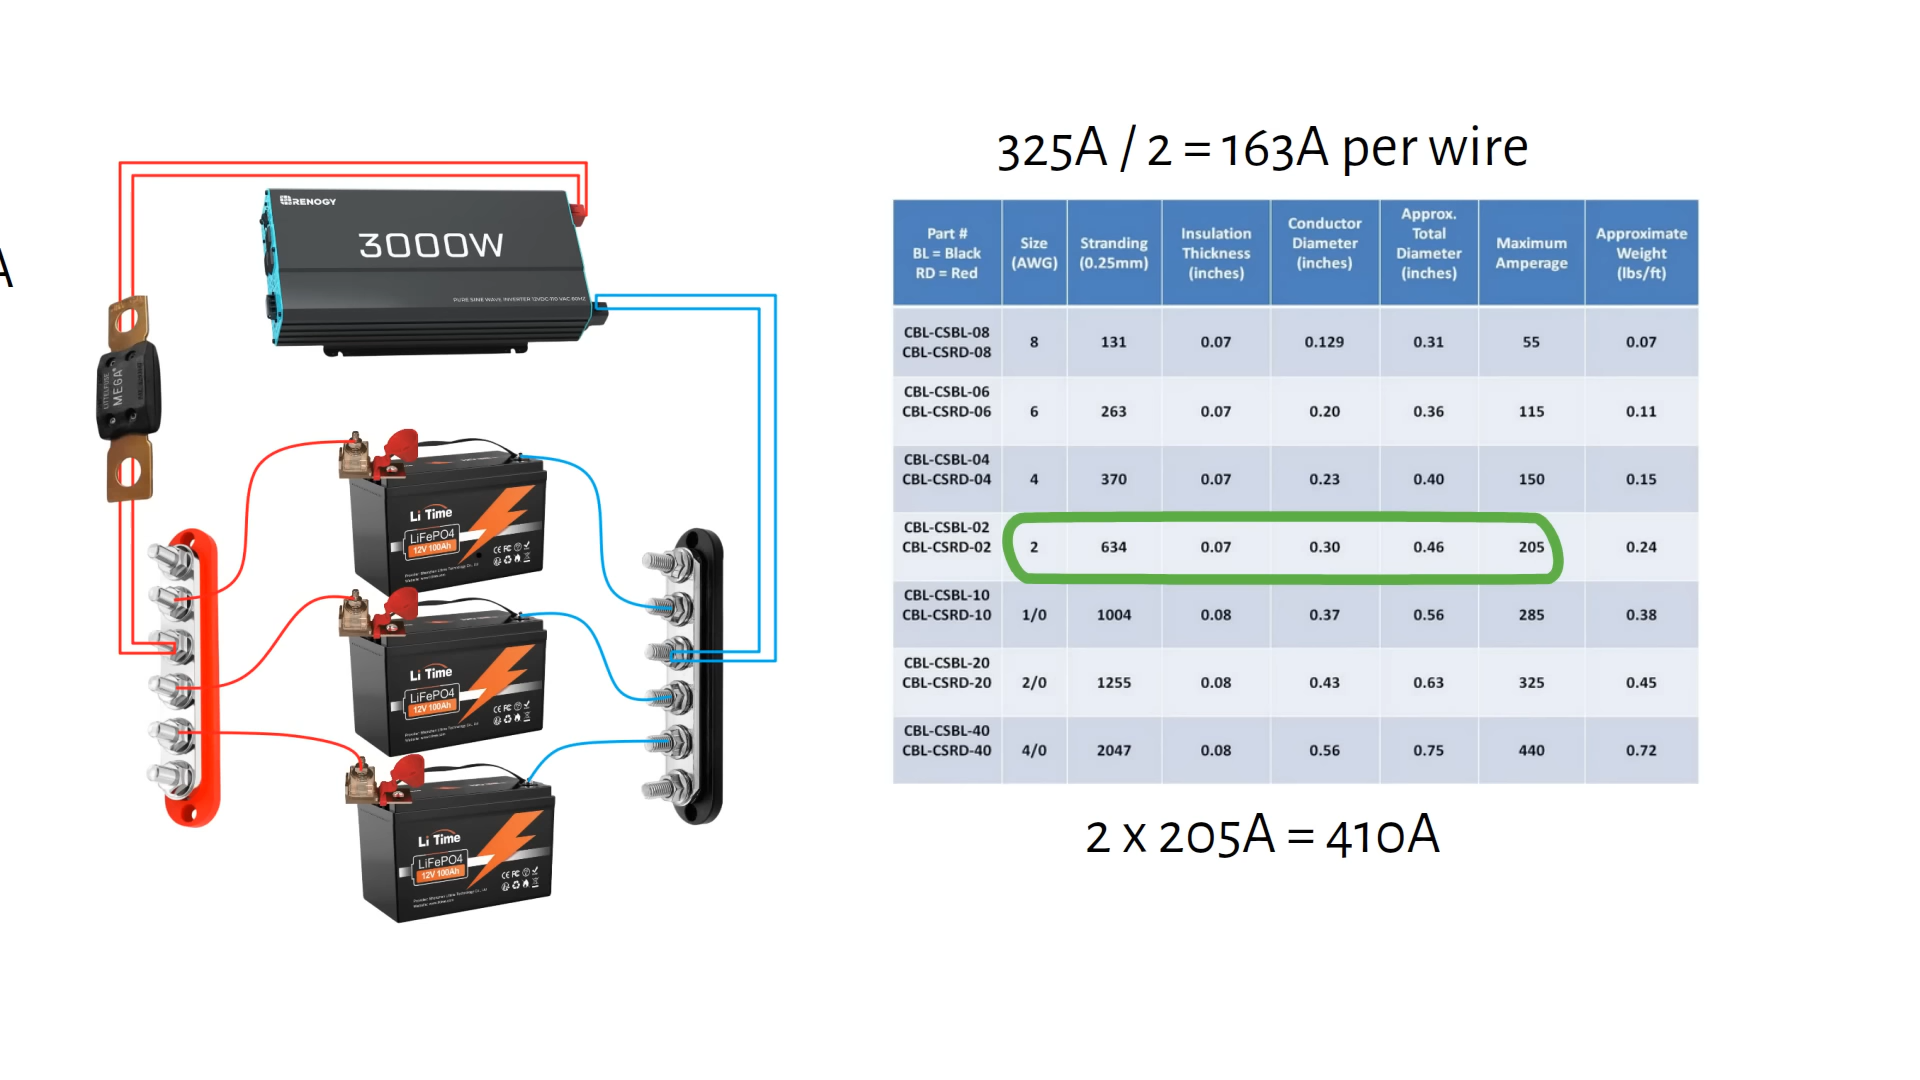 A
325A / 2 = 163A per wire
RENOGY
3000W
PURE SINE WAVE INVERTER 12VDC-110 VAC 60HZ
LITTELFUSE
MEGA
Li Time
LiFePO4
12V 100Ah
Li Time
LiFePO4
12V 100Ah
Li Time
LiFePO4
12V 100Ah
Part #
BL = Black
RD = Red
Size
(AWG)
Stranding
(0.25mm)
Insulation
Thickness
(inches)
Conductor
Diameter
(inches)
Approx.
Total
Diameter
(inches)
Maximum
Amperage
Approximate
Weight
(lbs/ft)
CBL-CSBL-08
CBL-CSRD-08
8 131 0.07 0.129 0.31 55 0.07
CBL-CSBL-06
CBL-CSRD-06
6 263 0.07 0.20 0.36 115 0.11
CBL-CSBL-04
CBL-CSRD-04
4 370 0.07 0.23 0.40 150 0.15
CBL-CSBL-02
CBL-CSRD-02
2 634 0.07 0.30 0.46 205 0.24
CBL-CSBL-10
CBL-CSRD-10
1/0 1004 0.08 0.37 0.56 285 0.38
CBL-CSBL-20
CBL-CSRD-20
2/0 1255 0.08 0.43 0.63 325 0.45
CBL-CSBL-40
CBL-CSRD-40
4/0 2047 0.08 0.56 0.75 440 0.72
2 x 205A = 410A